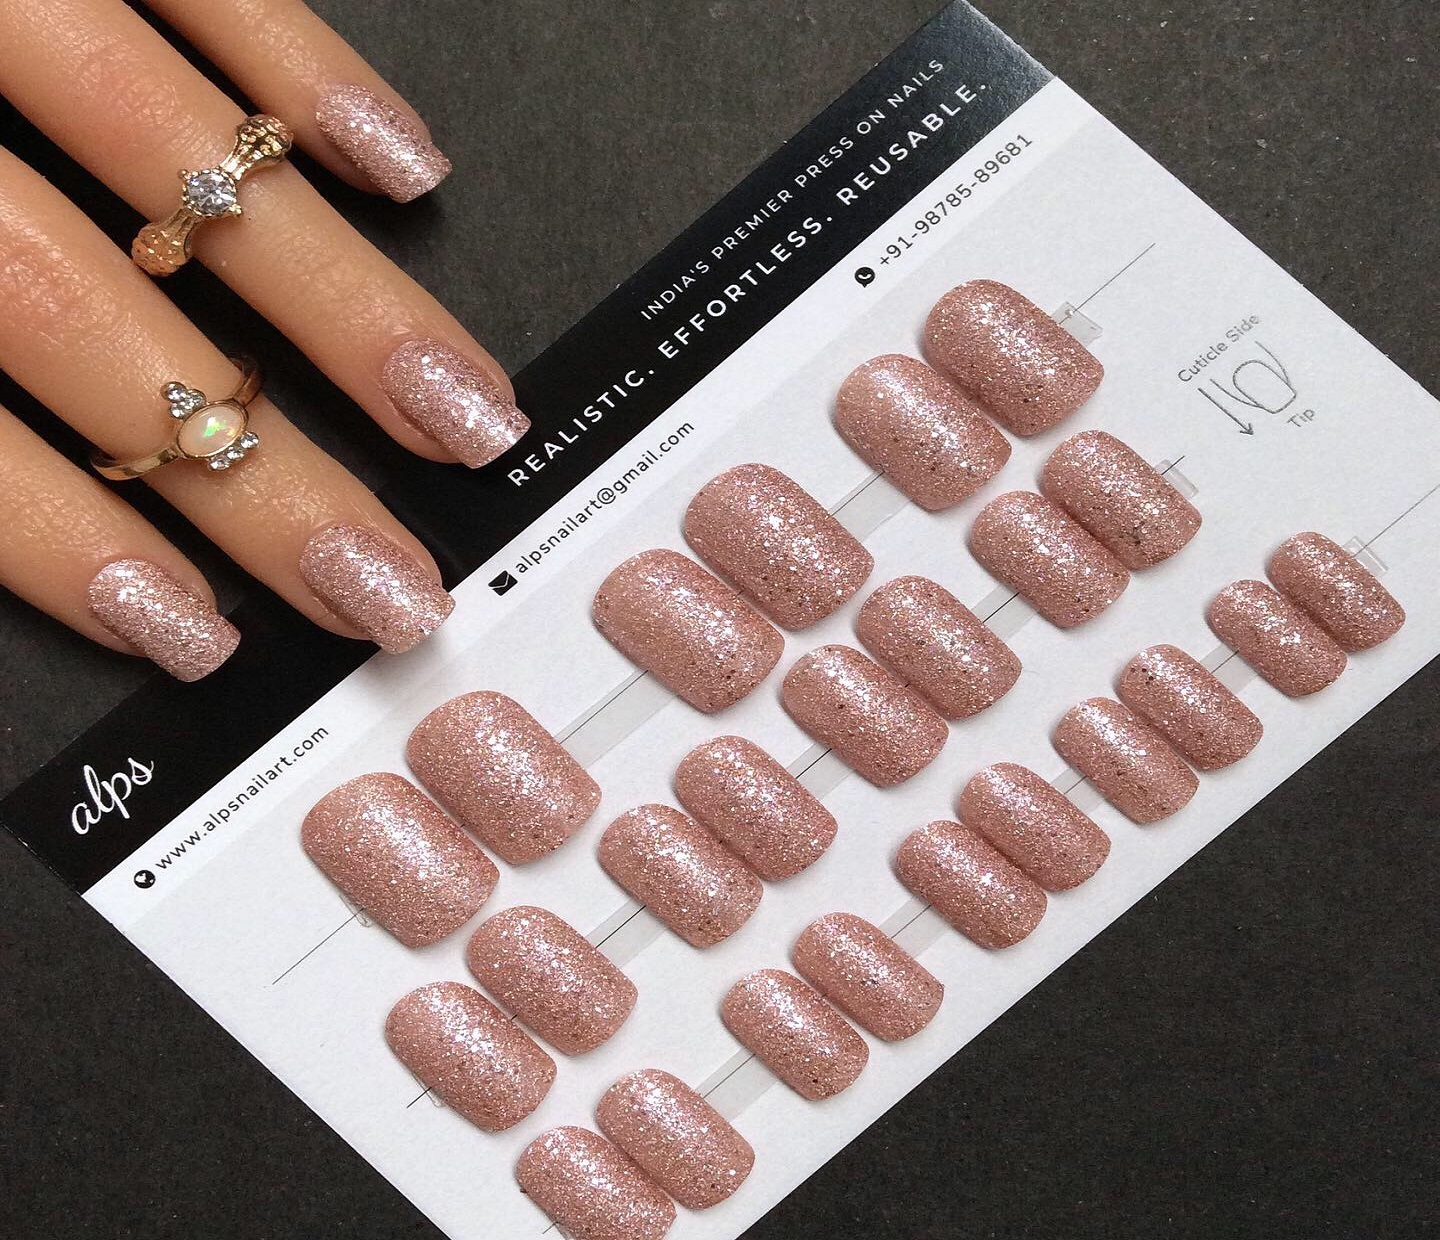 INDIA'S PREMIER PRESS ON NAILS
REALISTIC. EFFORTLESS. REUSABLE.
alps
www.alpsnailart.com
alpsnailart@gmail.com
+91-98785-89681
Cuticle Side
Tip